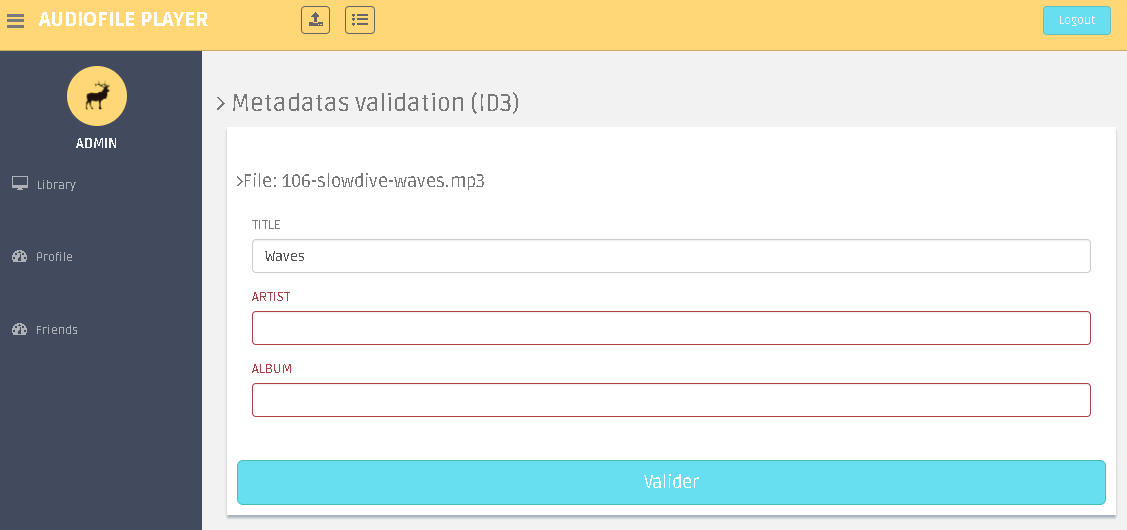 AUDIOFILE PLAYER
Logout
ADMIN
Library
Profile
Friends
> Metadatas validation (ID3)
>File: 106-slowdive-waves.mp3
TITLE
Waves
ARTIST
ALBUM
Valider